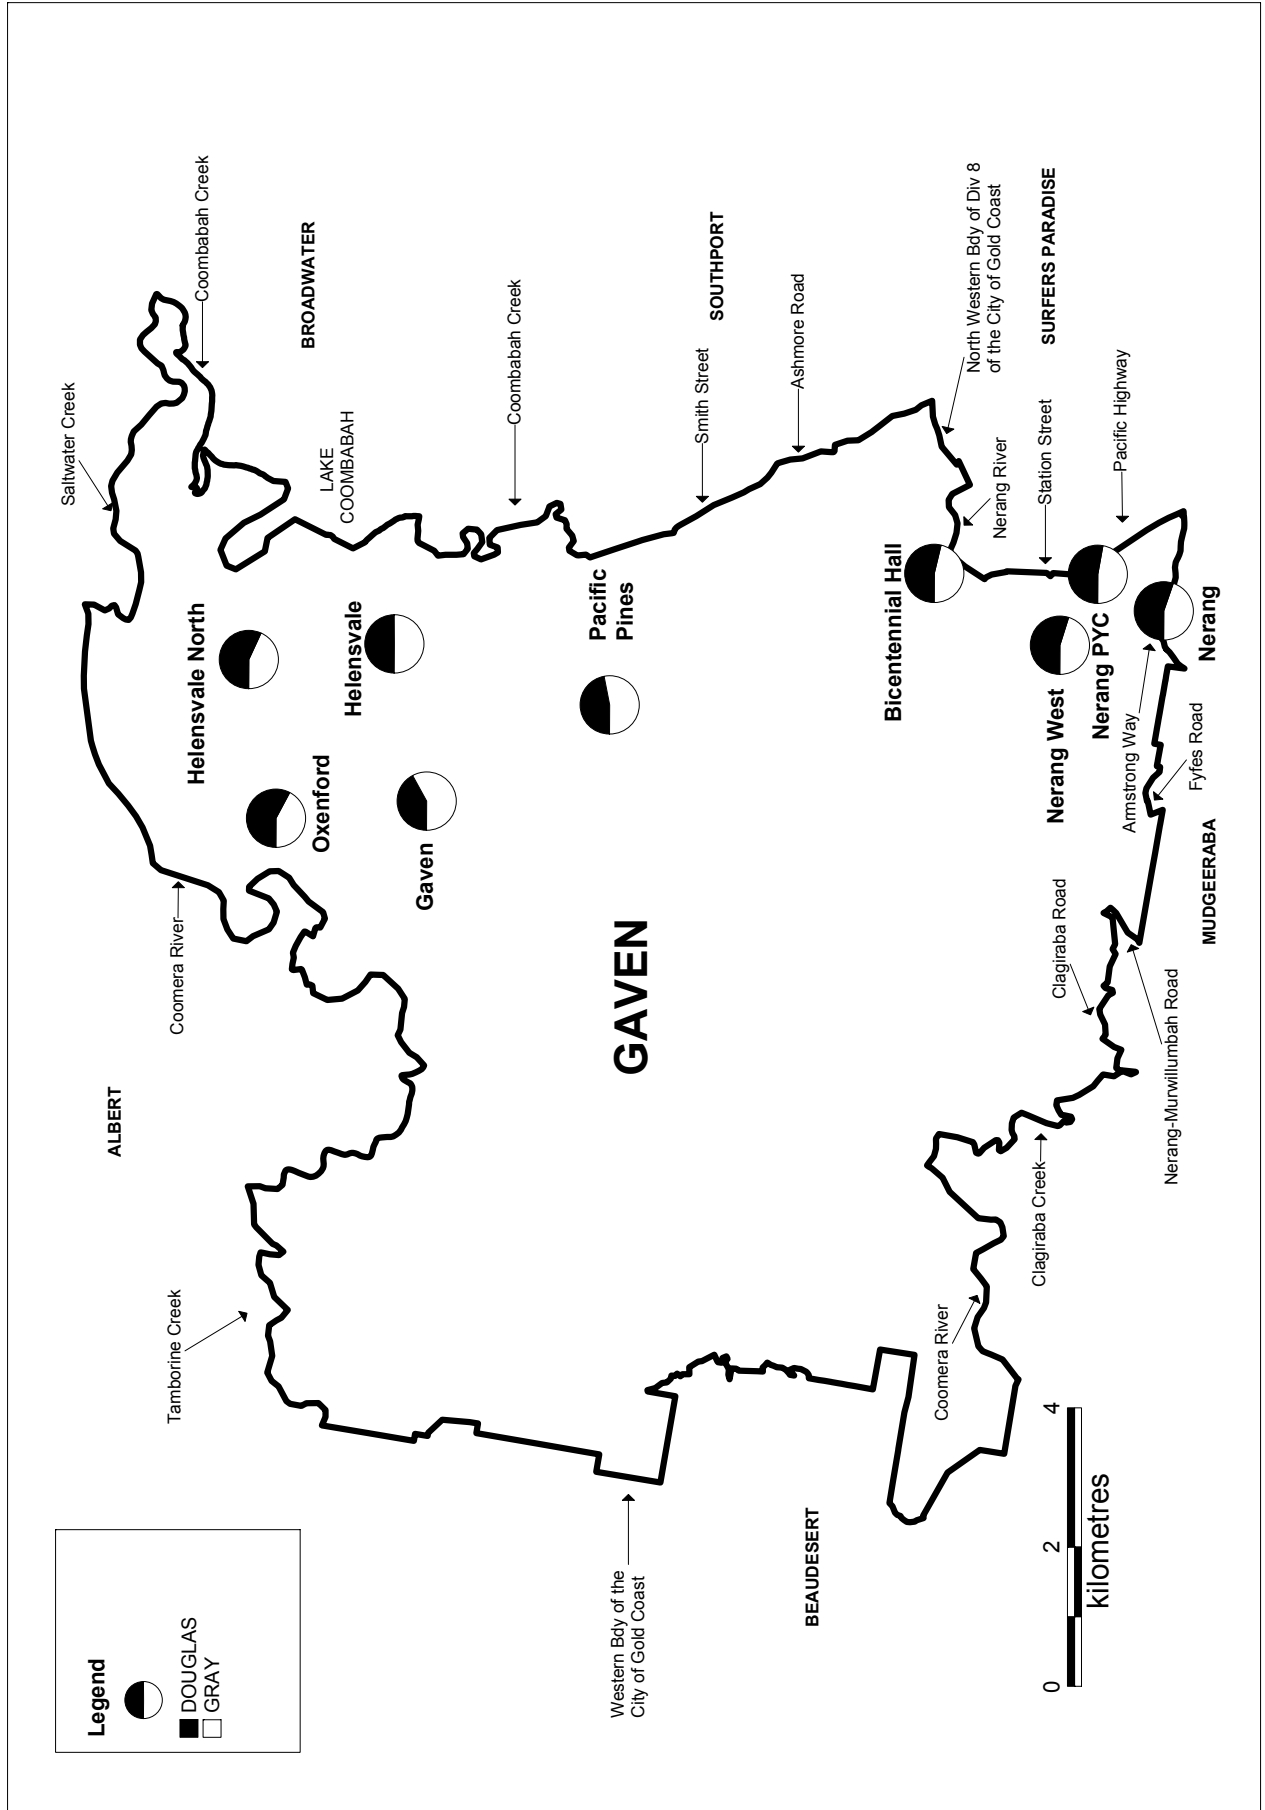 Legend
DOUGLAS
GRAY
ALBERT
Tamborine Creek
Coomera River
Saltwater Creek
Coombabah Creek
BROADWATER
LAKE
COOMBABAH
Helensvale North
Oxenford
Helensvale
Gaven
Coombabah Creek
Pacific
Pines
GAVEN
Western Bdy of the
City of Gold Coast
Smith Street
SOUTHPORT
Ashmore Road
BEAUDESERT
Bicentennial Hall
North Western Bdy of Div 8
of the City of Gold Coast
Nerang River
Coomera River
SURFERS PARADISE
Station Street
Clagiraba Creek
Clagiraba Road
Nerang West
Nerang PYC
Pacific Highway
Armstrong Way
Nerang-Murwillumbah Road
Fyfes Road
Nerang
MUDGEERABA
0 2 4
kilometres